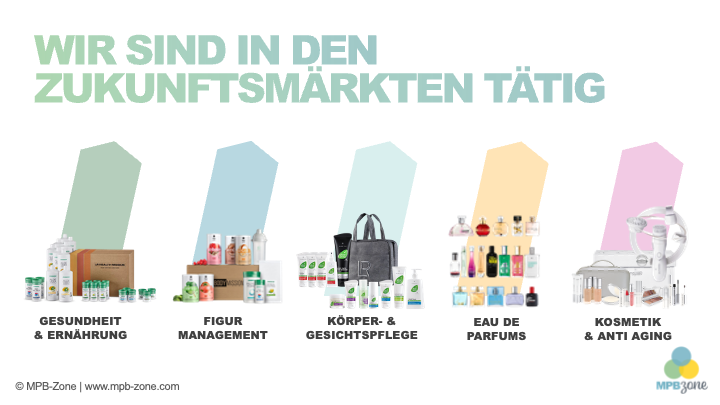 WIR SIND IN DEN
ZUKUNFTSMÄRKTEN TÄTIG
GESUNDHEIT
& ERNÄHRUNG
FIGUR
MANAGEMENT
KÖRPER- &
GESICHTSPFLEGE
EAU DE
PARFUMS
KOSMETIK
& ANTI AGING
© MPB-Zone | www.mpb-zone.com
MPBzone